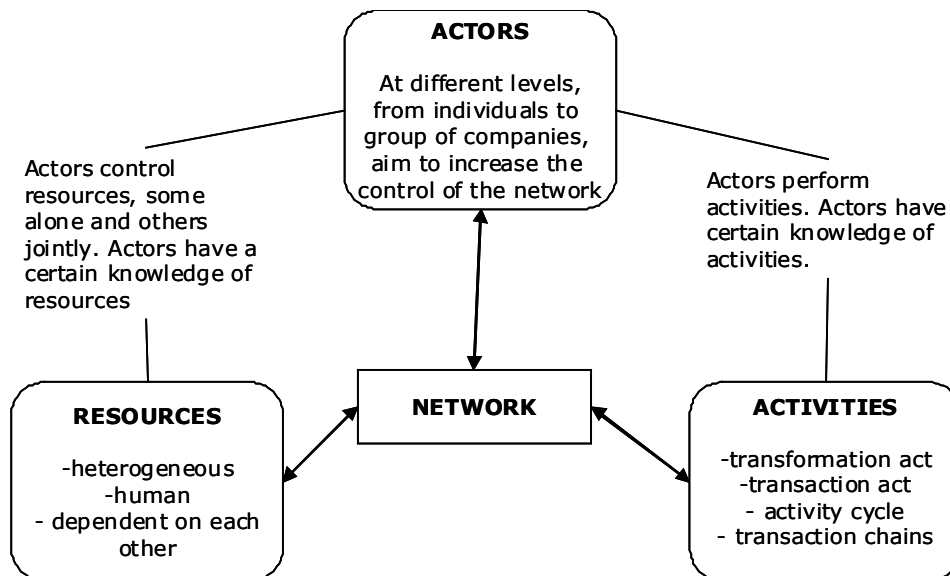 ACTORS
At different levels,
from individuals to
group of companies,
aim to increase the
control of the network
Actors control
resources, some
alone and others
jointly. Actors have a
certain knowledge of
resources
Actors perform
activities. Actors have
certain knowledge of
activities.
RESOURCES
-heterogeneous
-human
- dependent on each
other
NETWORK
ACTIVITIES
-transformation act
-transaction act
- activity cycle
- transaction chains